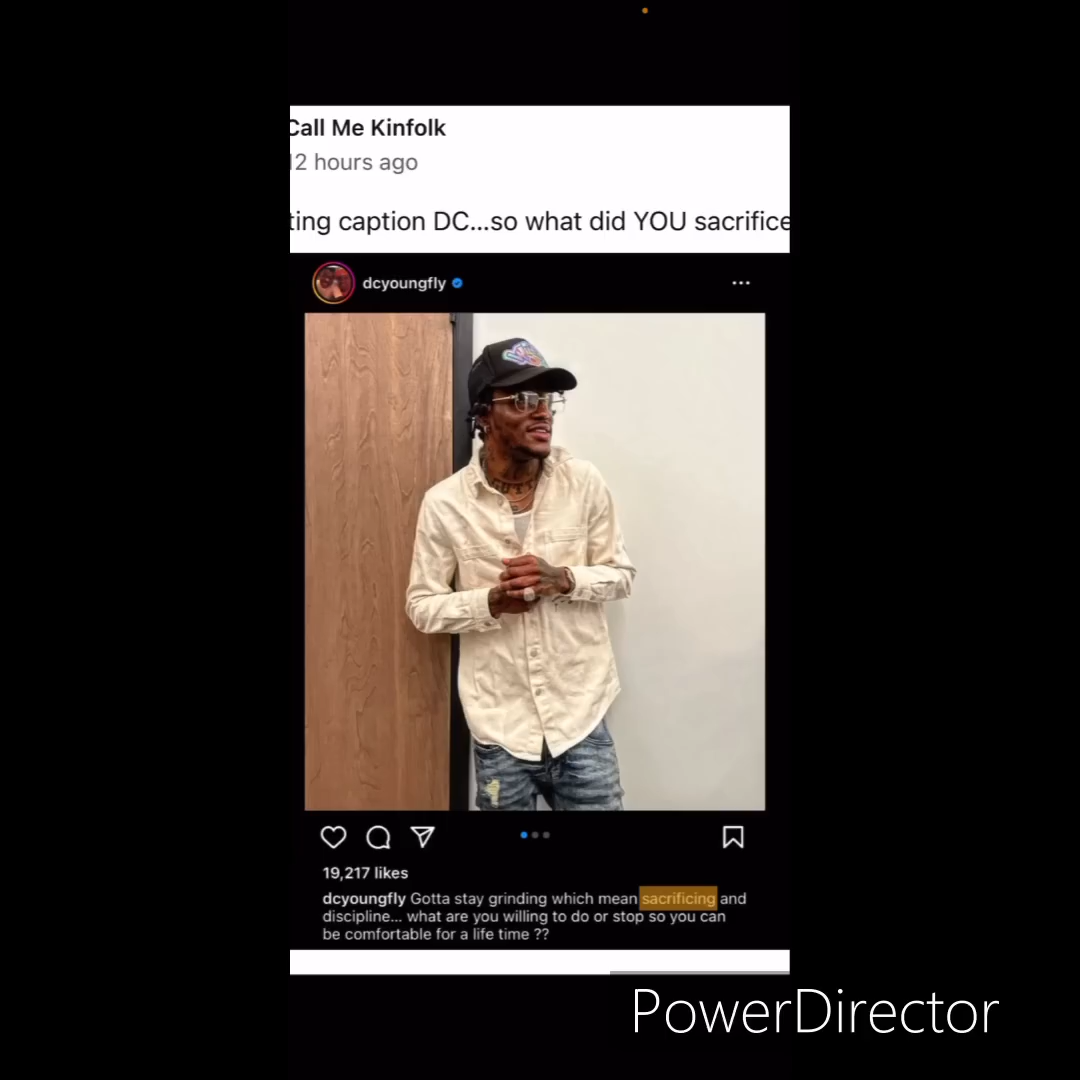 Call Me Kinfolk
12 hours ago
ting caption DC...so what did YOU sacrifice
dcyoungfly
19,217 likes
dcyoungfly Gotta stay grinding which mean sacrificing and
discipline... what are you willing to do or stop so you can
be comfortable for a life time ??
PowerDirector